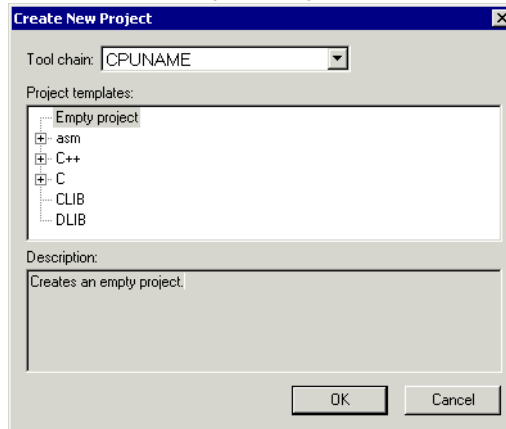 Create New Project
Tool chain: CPUNAME
Project templates:
Empty project
asm
C++
C
CLIB
DLIB
Description:
Creates an empty project.
OK Cancel